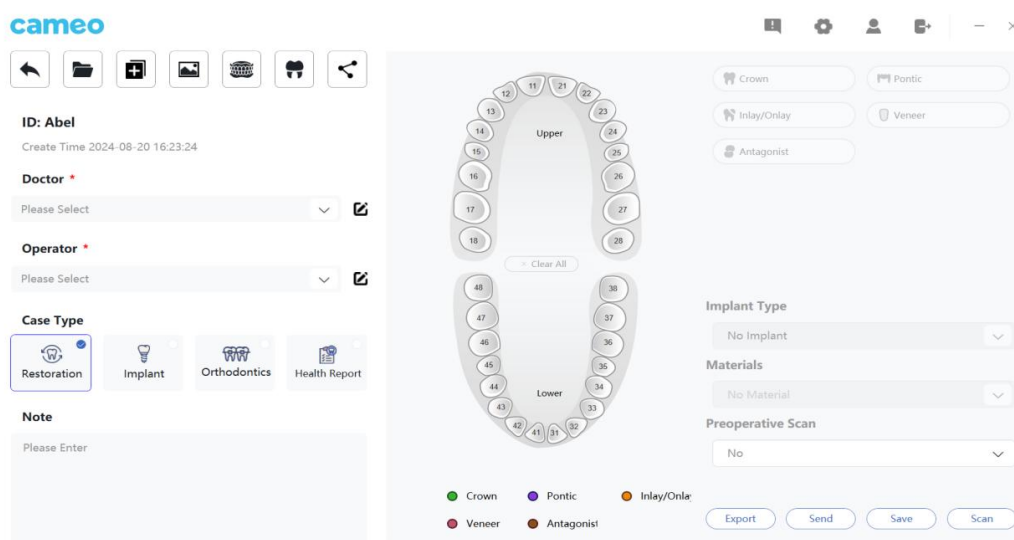 cameo
ID: Abel
Create Time 2024-08-20 16:23:24
Doctor *
Please Select
Operator *
Please Select
Case Type
Restoration
Implant
Orthodontics
Health Report
Note
Please Enter
11 21
12 22
13 23
14 Upper 24
15 25
16 26
17 27
18 28
× Clear All
48 38
47 37
46 36
45 35
44 Lower 34
43 33
42 41 31 32
Crown Pontic Inlay/Onla
Veneer Antagonist
Crown Pontic
Inlay/Onlay Veneer
Antagonist
Implant Type
No Implant
Materials
No Material
Preoperative Scan
No
Export Send Save Scan